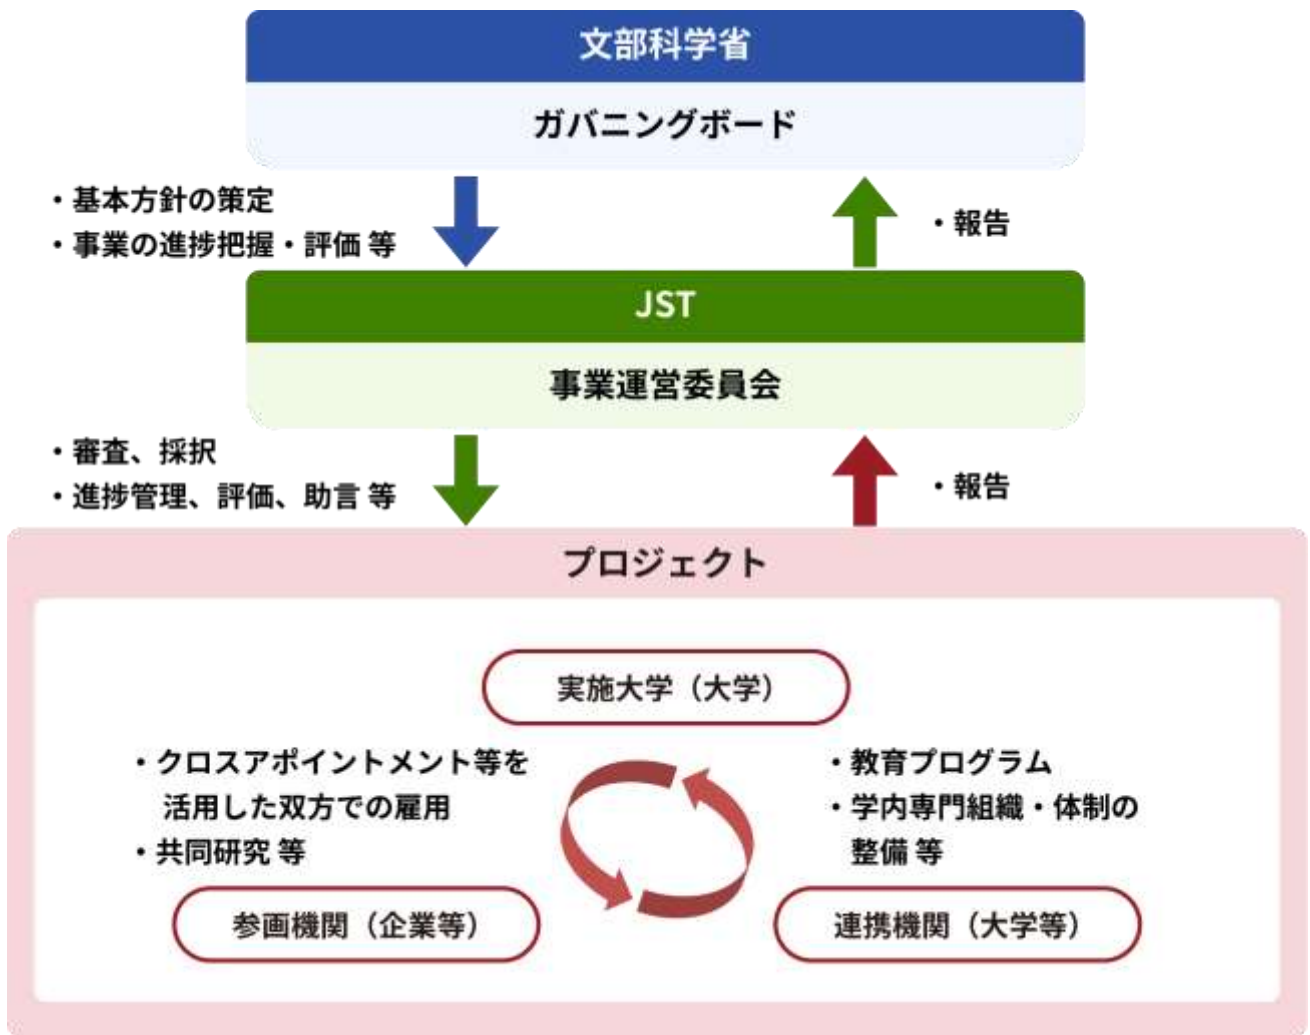 文部科学省
ガバニングボード
・基本方針の策定
・事業の進捗把握・評価 等
・報告
JST
事業運営委員会
・審査、採択
・進捗管理、評価、助言 等
・報告
プロジェクト
実施大学（大学）
・クロスアポイントメント等を
活用した双方での雇用
・共同研究 等
・教育プログラム
・学内専門組織・体制の
整備 等
参画機関（企業等）
連携機関（大学等）